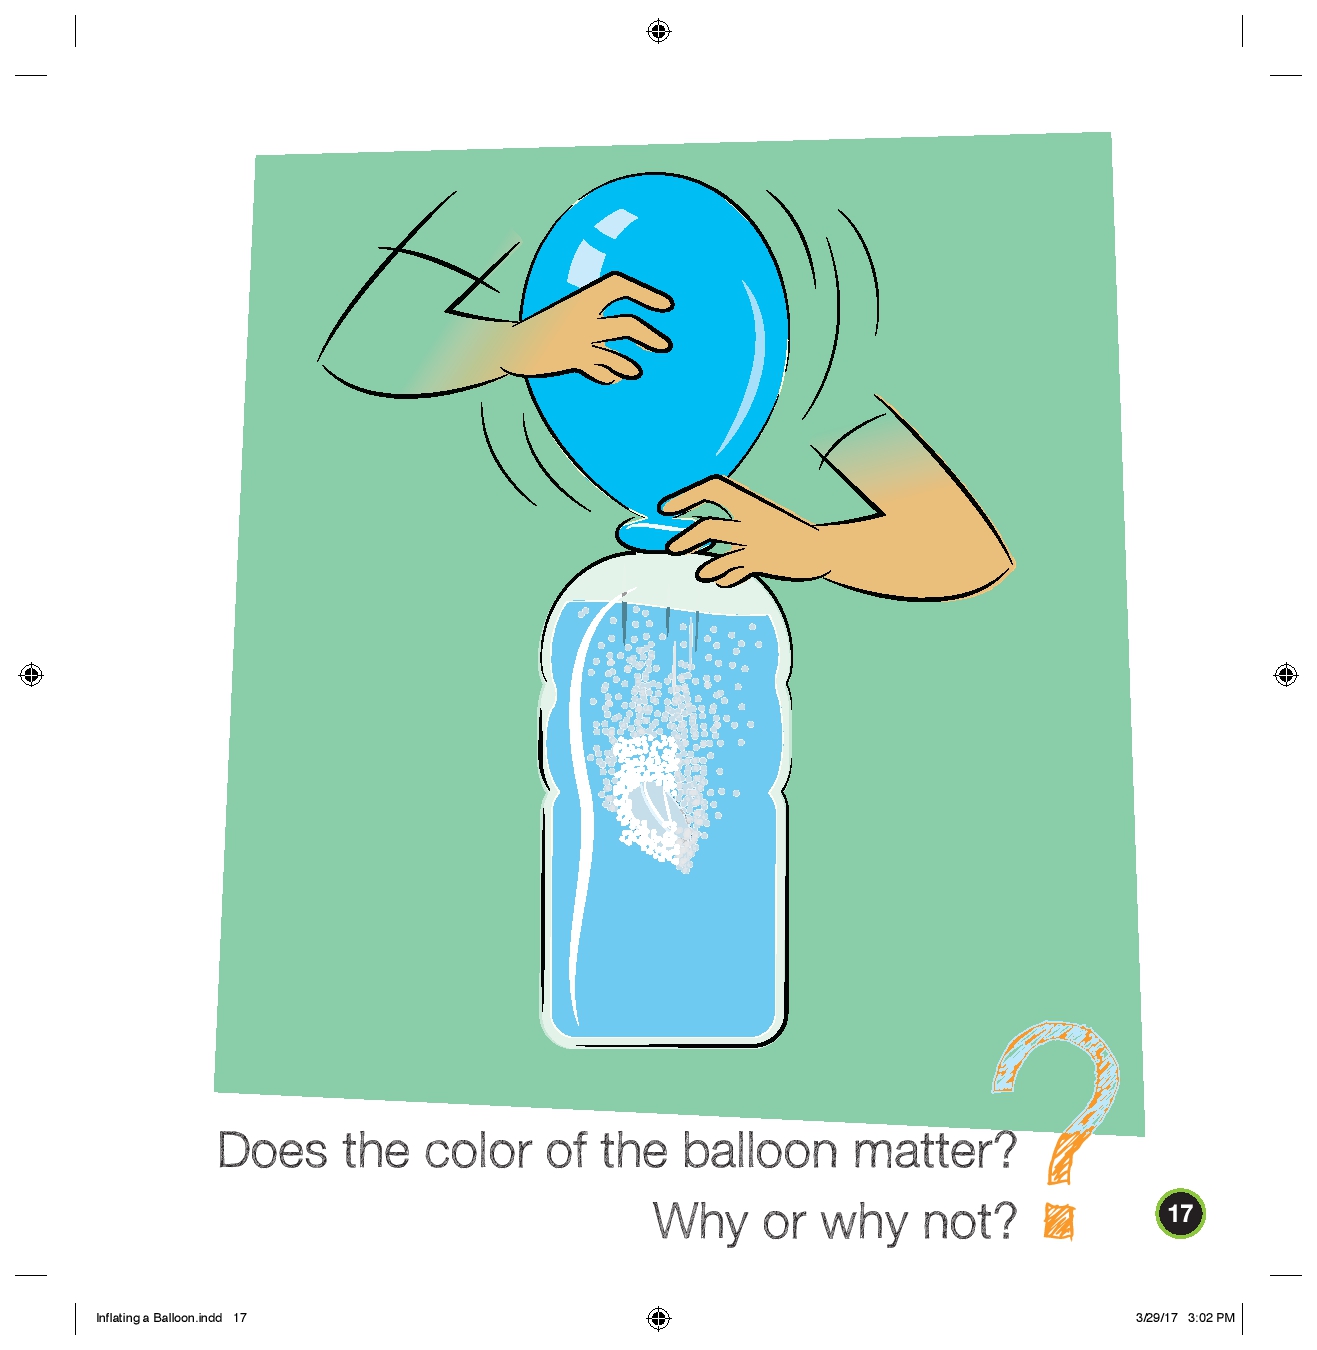 Does the color of the balloon matter?
Why or why not?
17
Inflating a Balloon.indd 17
3/29/17 3:02 PM